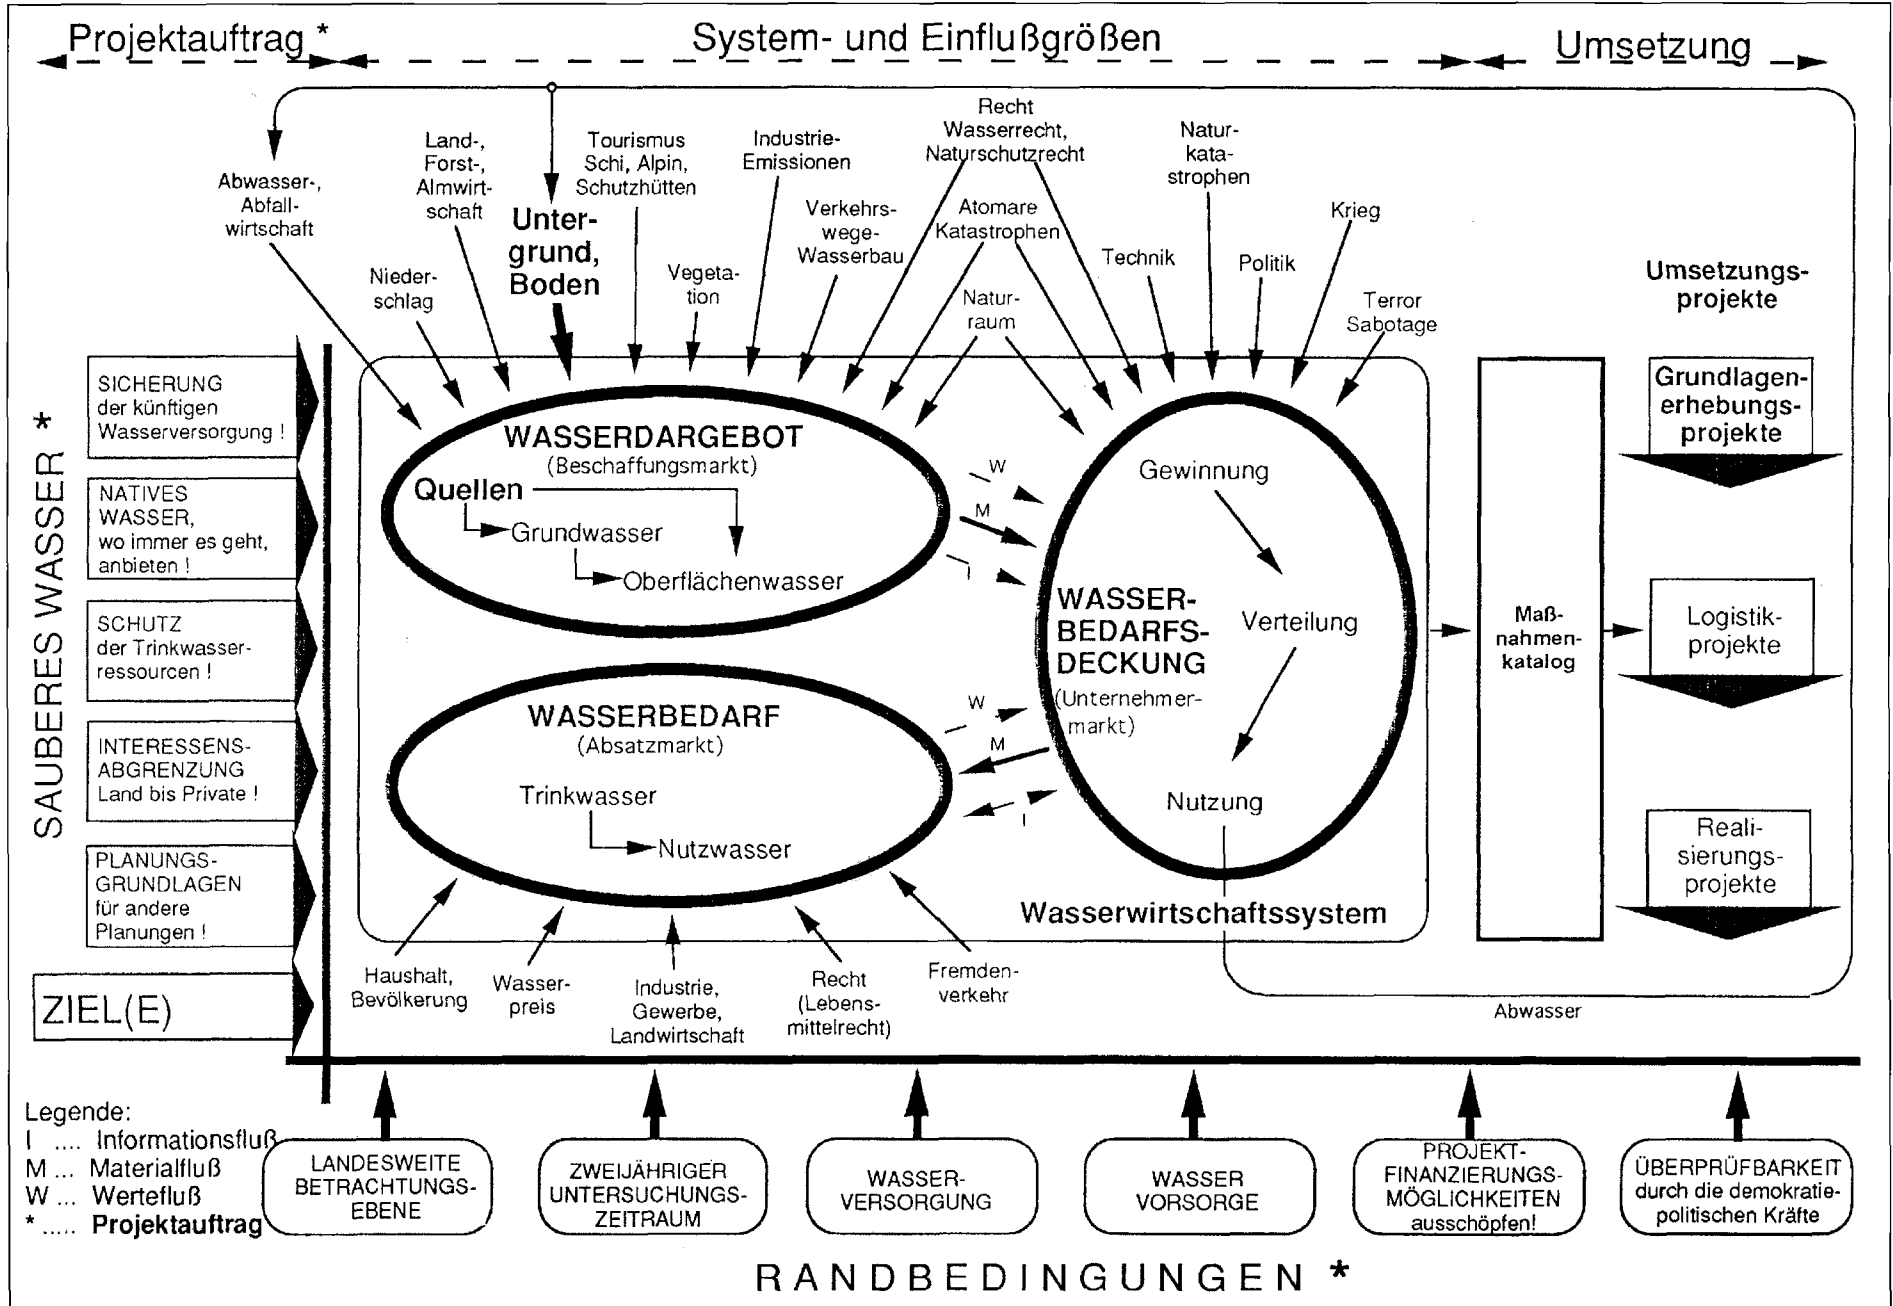 Projektauftrag *
System- und Einflußgrößen
Umsetzung
Abwasser-,
Abfall-
wirtschaft
Land-,
Forst-,
Almwirt-
schaft
Nieder-
schlag
Unter-
grund,
Boden
Tourismus
Schi, Alpin,
Schutzhütten
Vegeta-
tion
Industrie-
Emissionen
Verkehrs-
wege-
Wasserbau
Recht
Wasserrecht,
Naturschutzrecht
Atomare
Katastrophen
Natur-
raum
Technik
Natur-
kata-
strophen
Politik
Krieg
Terror
Sabotage
Umsetzungs-
projekte
SAUBERES WASSER *
SICHERUNG
der künftigen
Wasserversorgung !
NATIVES
WASSER,
wo immer es geht,
anbieten !
SCHUTZ
der Trinkwasser-
ressourcen !
INTERESSENS-
ABGRENZUNG
Land bis Private !
PLANUNGS-
GRUNDLAGEN
für andere
Planungen !
ZIEL(E)
WASSERDARGEBOT
(Beschaffungsmarkt)
Quellen
Grundwasser
Oberflächenwasser
W
M
I
WASSERBEDARF
(Absatzmarkt)
Trinkwasser
Nutzwasser
W
M
I
Gewinnung
Verteilung
Nutzung
WASSER-
BEDARFS-
DECKUNG
(Unternehmer-
markt)
Wasserwirtschaftssystem
Maß-
nahmen-
katalog
Grundlagen-
erhebungs-
projekte
Logistik-
projekte
Reali-
sierungs-
projekte
Haushalt,
Bevölkerung
Wasser-
preis
Industrie,
Gewerbe,
Landwirtschaft
Recht
(Lebens-
mittelrecht)
Fremden-
verkehr
Abwasser
Legende:
I .... Informationsfluß
M ... Materialfluß
W ... Wertefluß
* ..... Projektauftrag
LANDESWEITE
BETRACHTUNGS-
EBENE
ZWEIJÄHRIGER
UNTERSUCHUNGS-
ZEITRAUM
WASSER-
VERSORGUNG
WASSER
VORSORGE
PROJEKT-
FINANZIERUNGS-
MÖGLICHKEITEN
ausschöpfen!
ÜBERPRÜFBARKEIT
durch die demokratie-
politischen Kräfte
RANDBEDINGUNGEN *